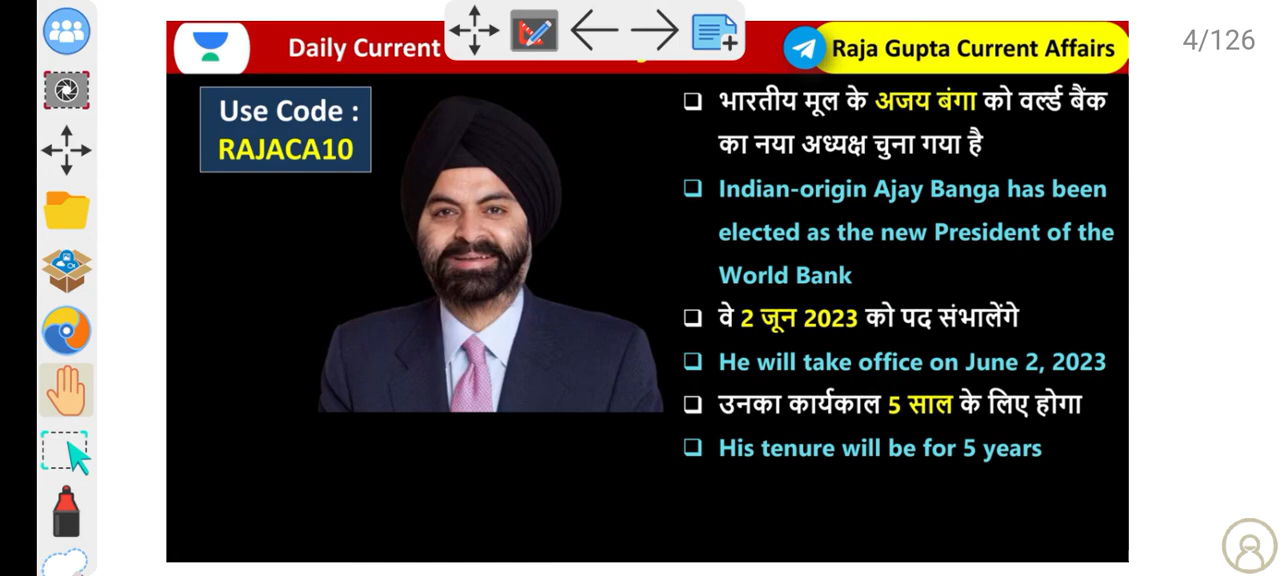 4/126
Daily Current
Raja Gupta Current Affairs
Use Code :
RAJACA10
❑ भारतीय मूल के अजय बंगा को वर्ल्ड बैंक
का नया अध्यक्ष चुना गया है
❑ Indian-origin Ajay Banga has been
elected as the new President of the
World Bank
❑ वे 2 जून 2023 को पद संभालेंगे
❑ He will take office on June 2, 2023
❑ उनका कार्यकाल 5 साल के लिए होगा
❑ His tenure will be for 5 years